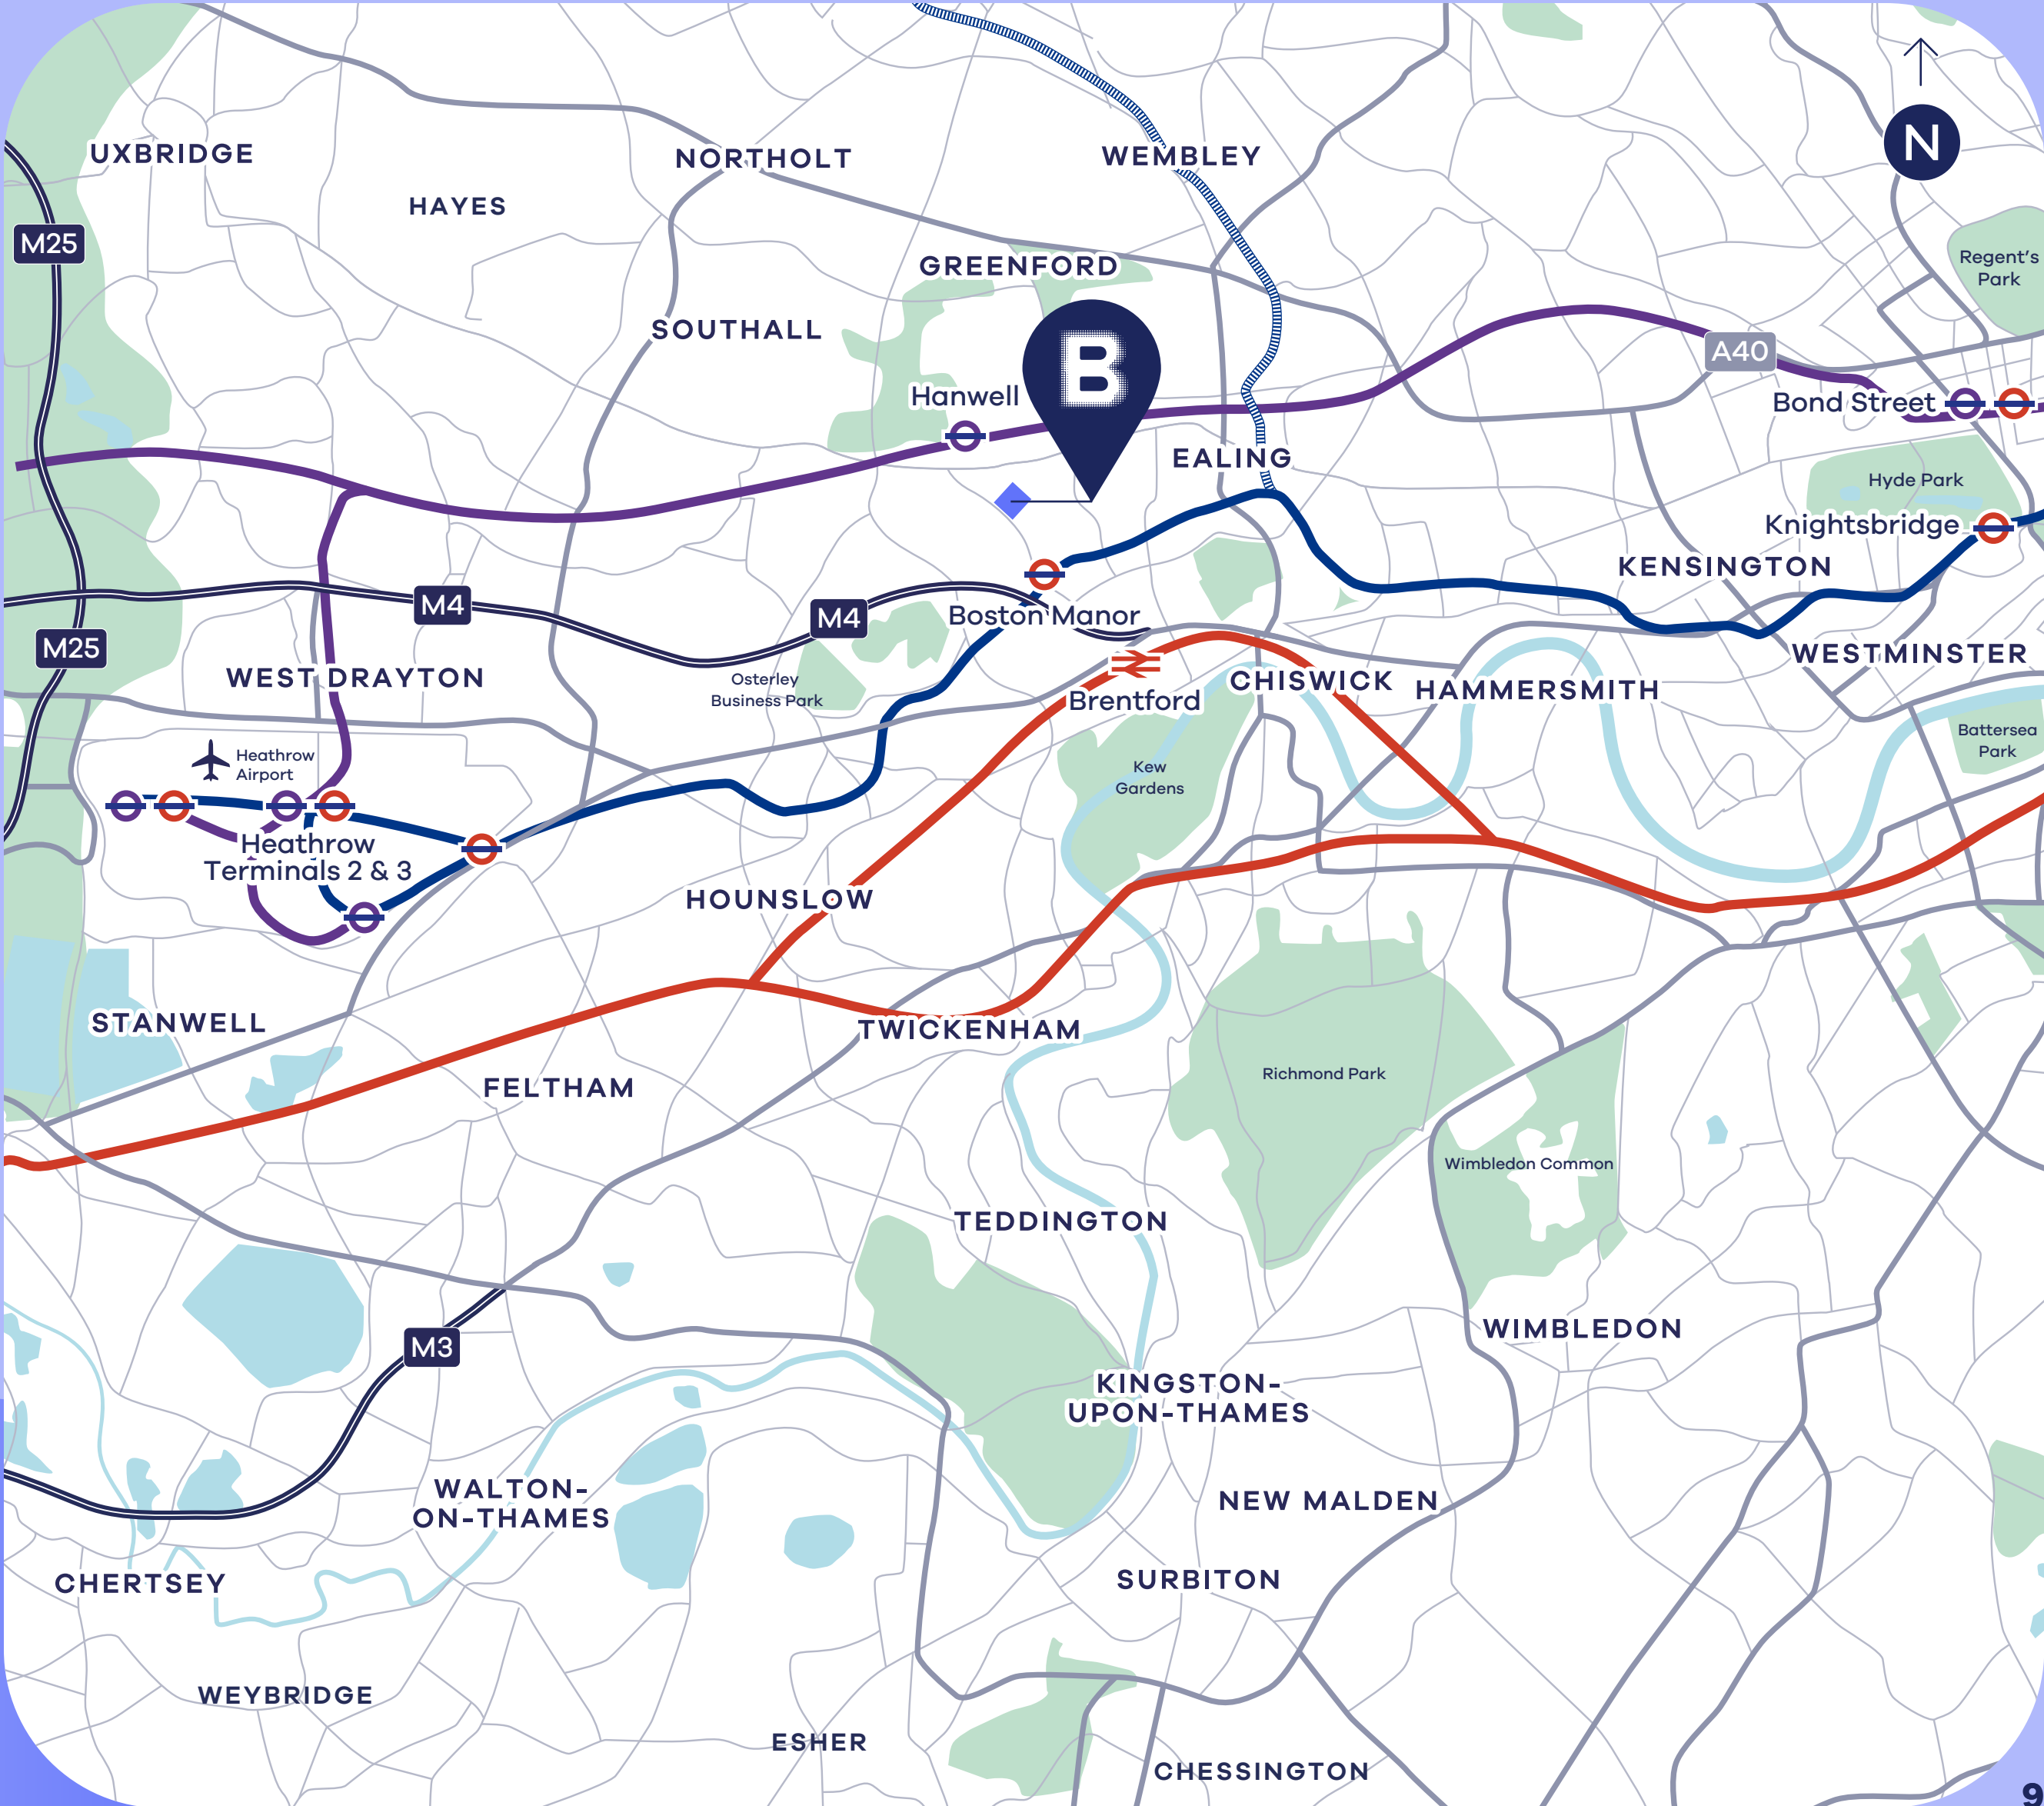 UXBRIDGE
NORTHOLT
WEMBLEY
N
HAYES
M25
GREENFORD
Regent's
Park
SOUTHALL
B
A40
Hanwell
Bond Street
EALING
Hyde Park
Knightsbridge
KENSINGTON
M4
M4
Boston Manor
M25
WEST DRAYTON
Osterley
Business Park
Brentford
CHISWICK
HAMMERSMITH
WESTMINSTER
Battersea
Park
Heathrow
Airport
Kew
Gardens
Heathrow
Terminals 2 & 3
HOUNSLOW
STANWELL
TWICKENHAM
FELTHAM
Richmond Park
Wimbledon Common
TEDDINGTON
M3
WIMBLEDON
KINGSTON-
UPON-THAMES
WALTON-
ON-THAMES
NEW MALDEN
CHERTSEY
SURBITON
WEYBRIDGE
ESHER
CHESSINGTON
9